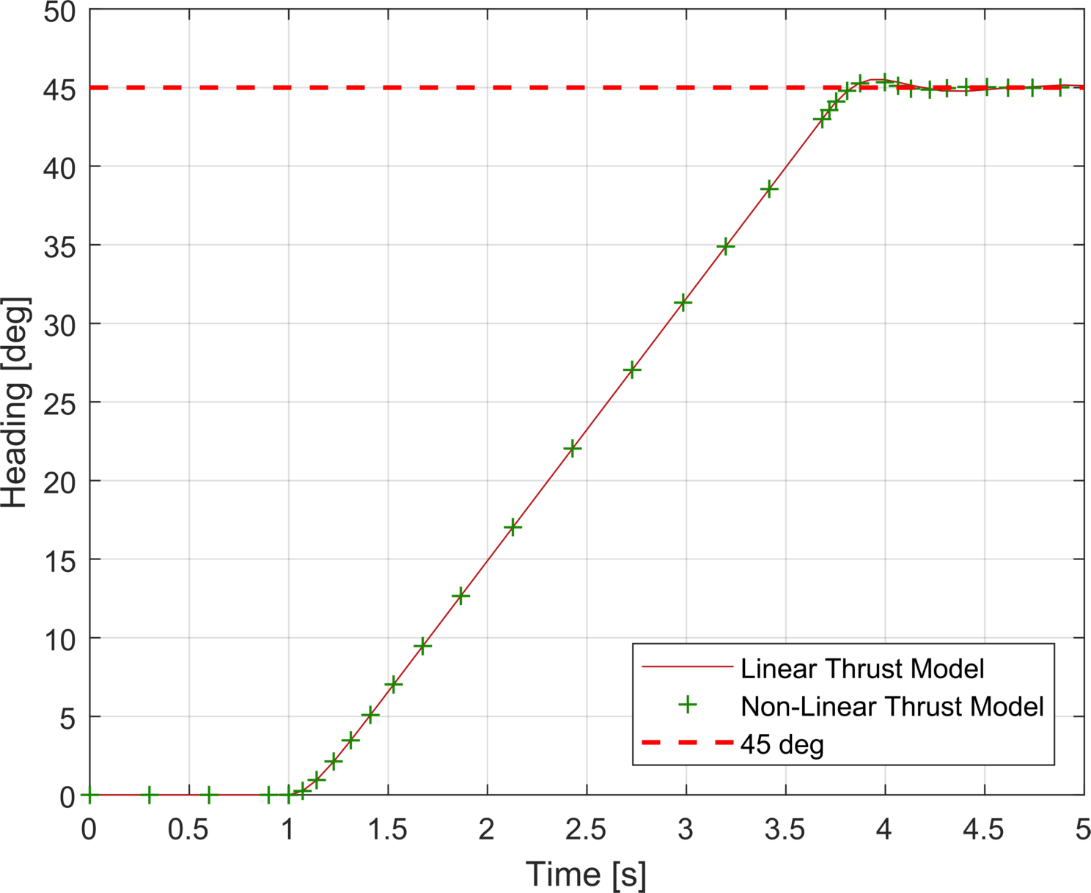 50
45
40
35
30
25
20
15
10
5
0
Heading [deg]
0 0.5 1 1.5 2 2.5 3 3.5 4 4.5 5
Time [s]
Linear Thrust Model
Non-Linear Thrust Model
45 deg